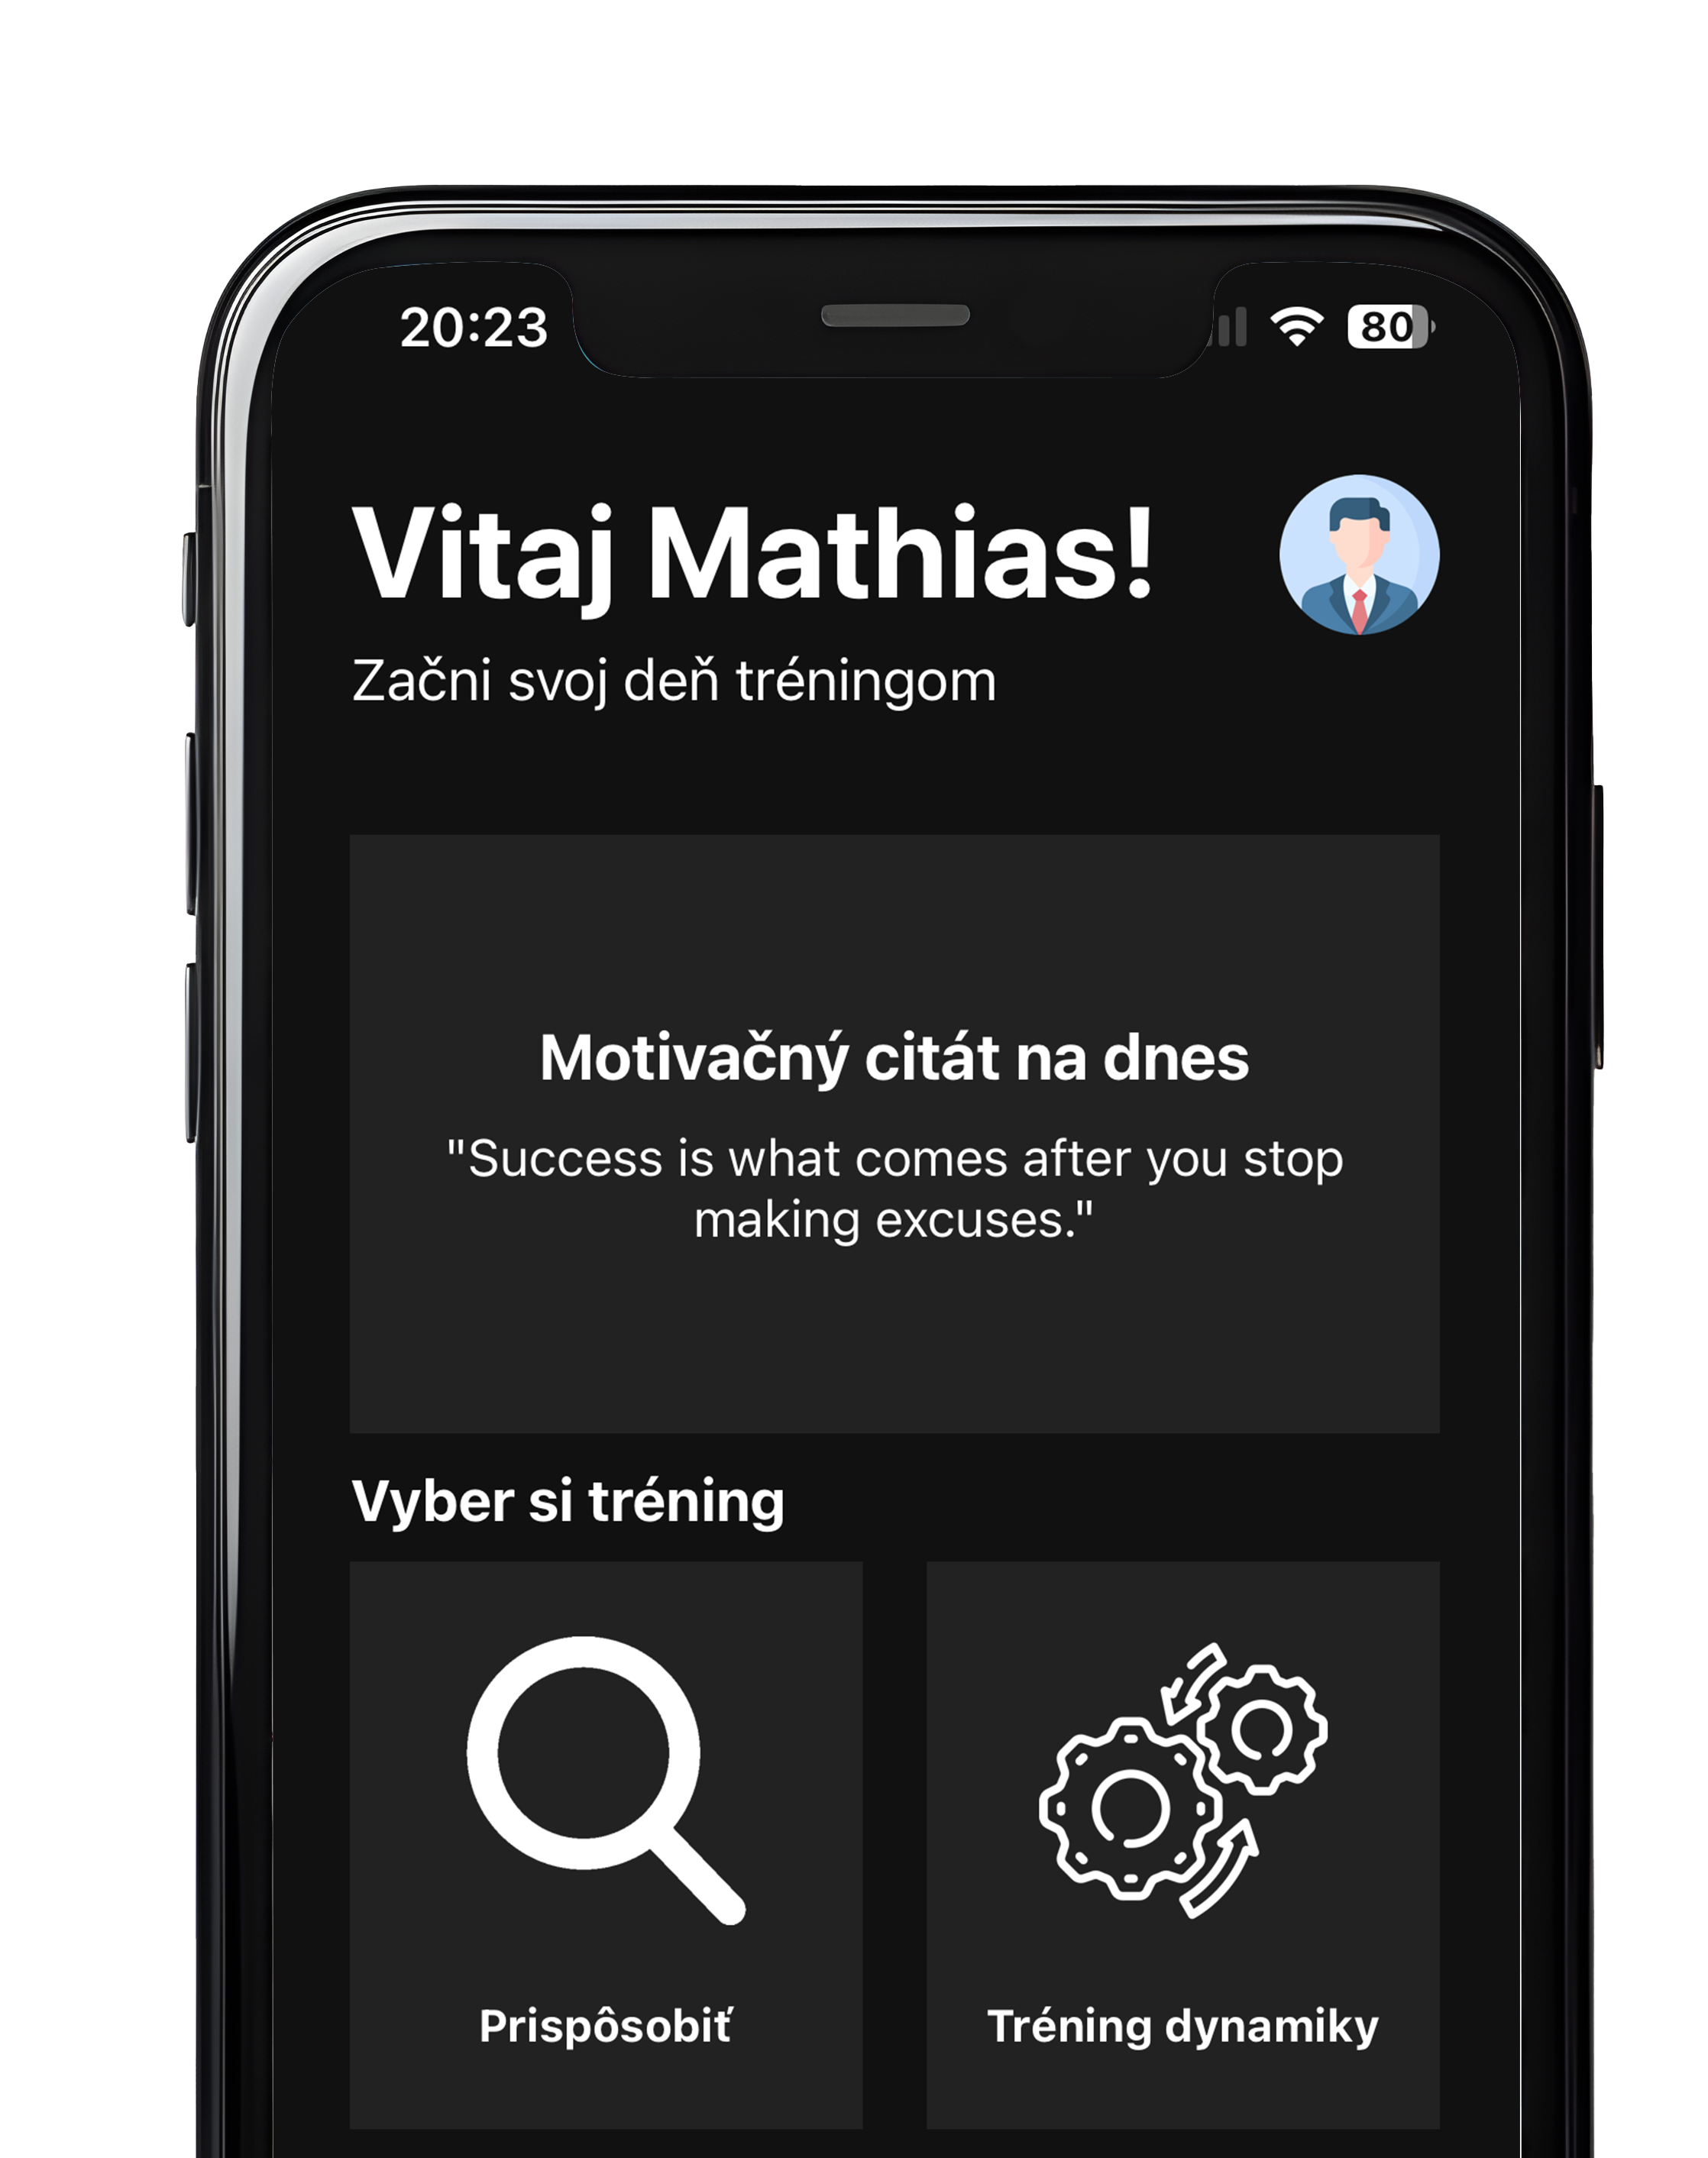 20:23
80
Vitaj Mathias!
Začni svoj deň tréningom
Motivačný citát na dnes
"Success is what comes after you stop
making excuses."
Vyber si tréning
Prispôsobiť
Tréning dynamiky